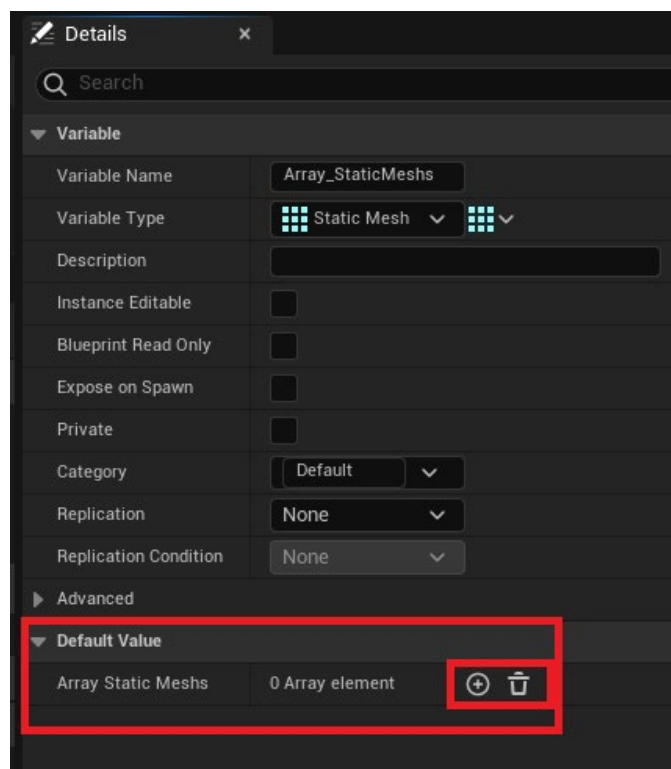 Details
Search
Variable
Variable Name Array_StaticMeshs
Variable Type Static Mesh
Description
Instance Editable
Blueprint Read Only
Expose on Spawn
Private
Category Default
Replication None
Replication Condition None
Advanced
Default Value
Array Static Meshs 0 Array element